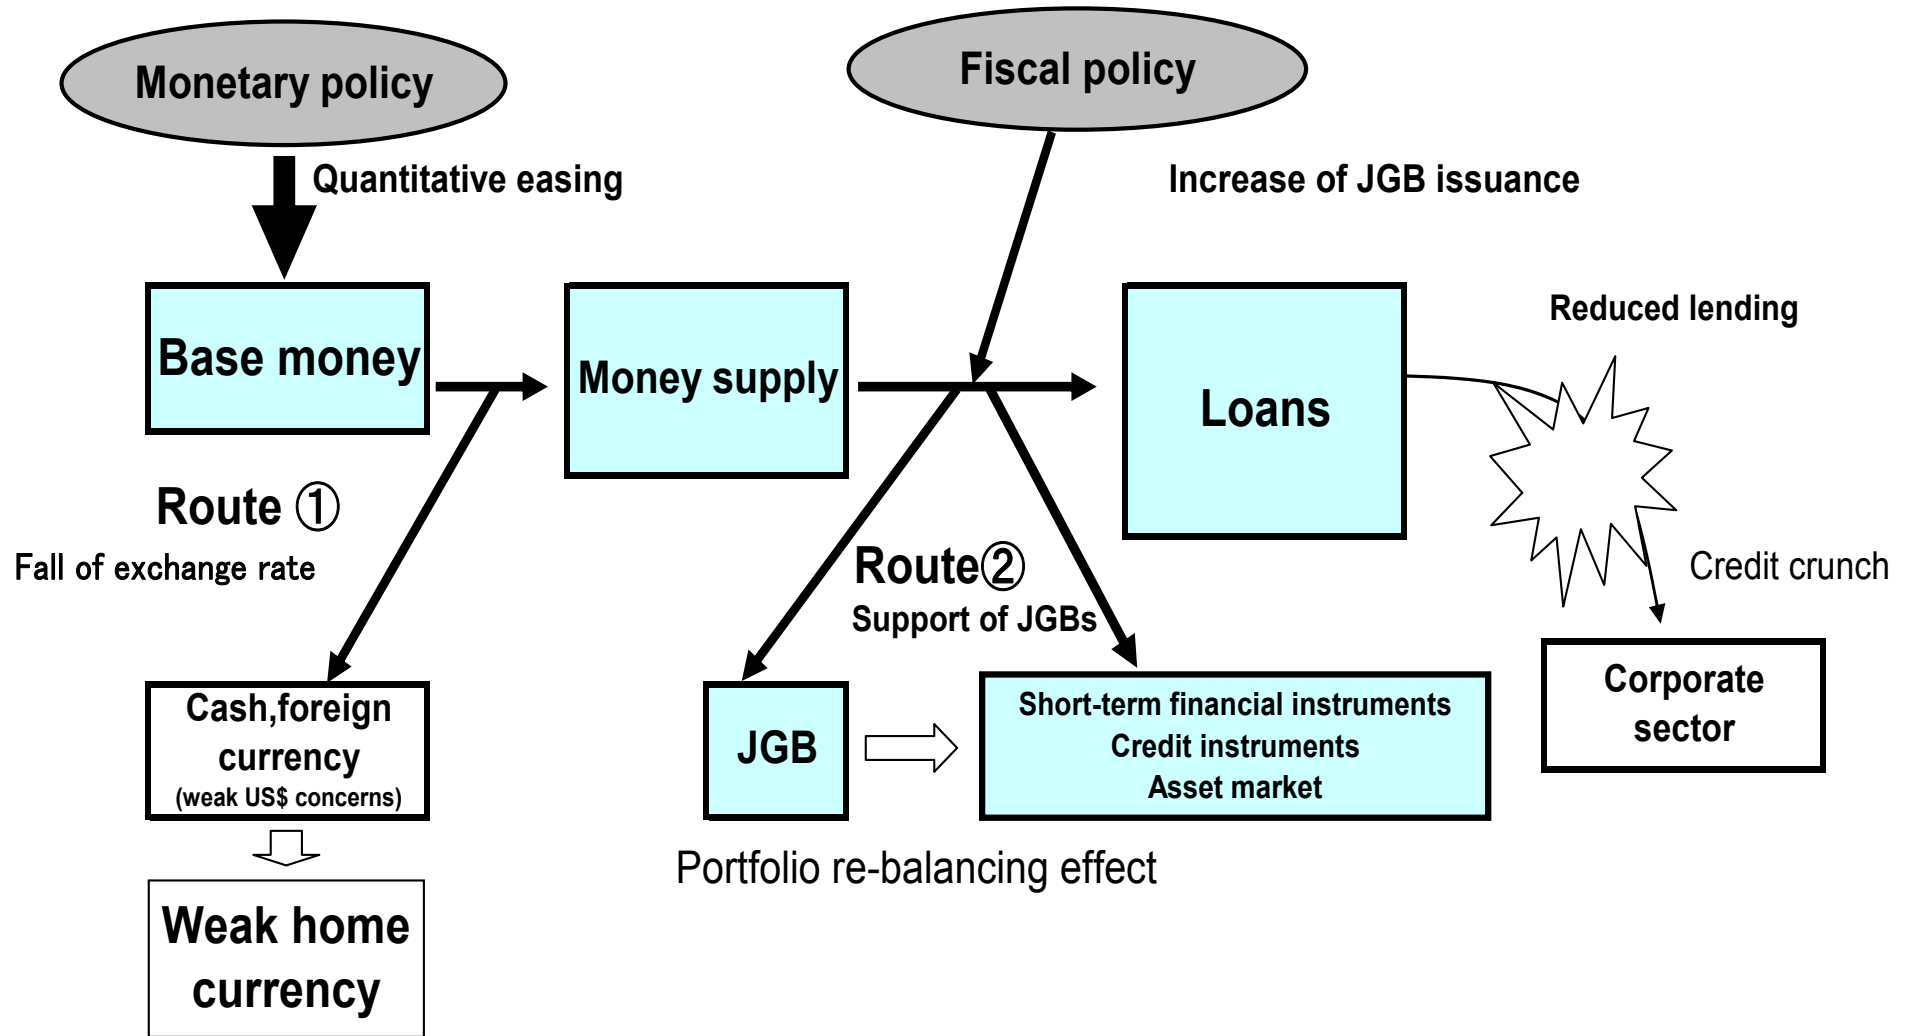 Monetary policy
Fiscal policy
Quantitative easing
Increase of JGB issuance
Base money
Money supply
Loans
Reduced lending
Route ①
Fall of exchange rate
Route②
Support of JGBs
Credit crunch
Cash,foreign
currency
(weak US$ concerns)
JGB
Short-term financial instruments
Credit instruments
Asset market
Corporate
sector
Portfolio re-balancing effect
Weak home
currency